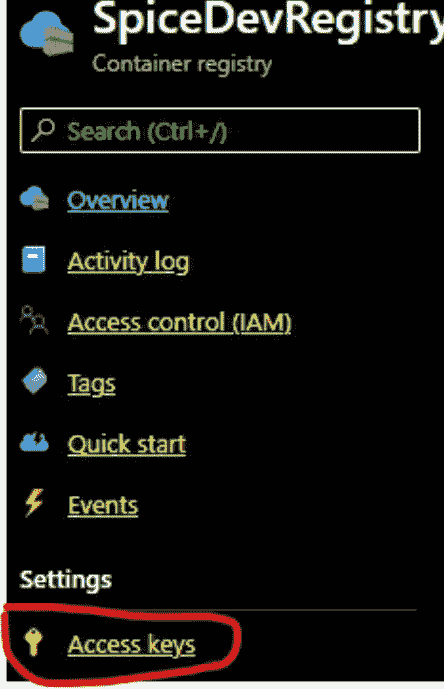 SpiceDevRegistry
Container registry
Search (Ctrl+/)
Overview
Activity log
Access control (IAM)
Tags
Quick start
Events
Settings
Access keys